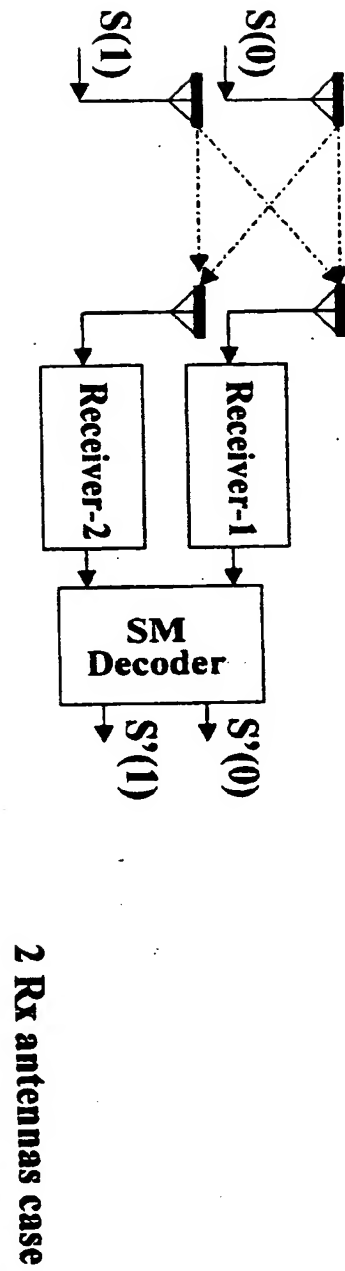 S(0)
S(1)
Receiver-1
Receiver-2
SM
Decoder
S'(0)
S'(1)
2 Rx antennas case